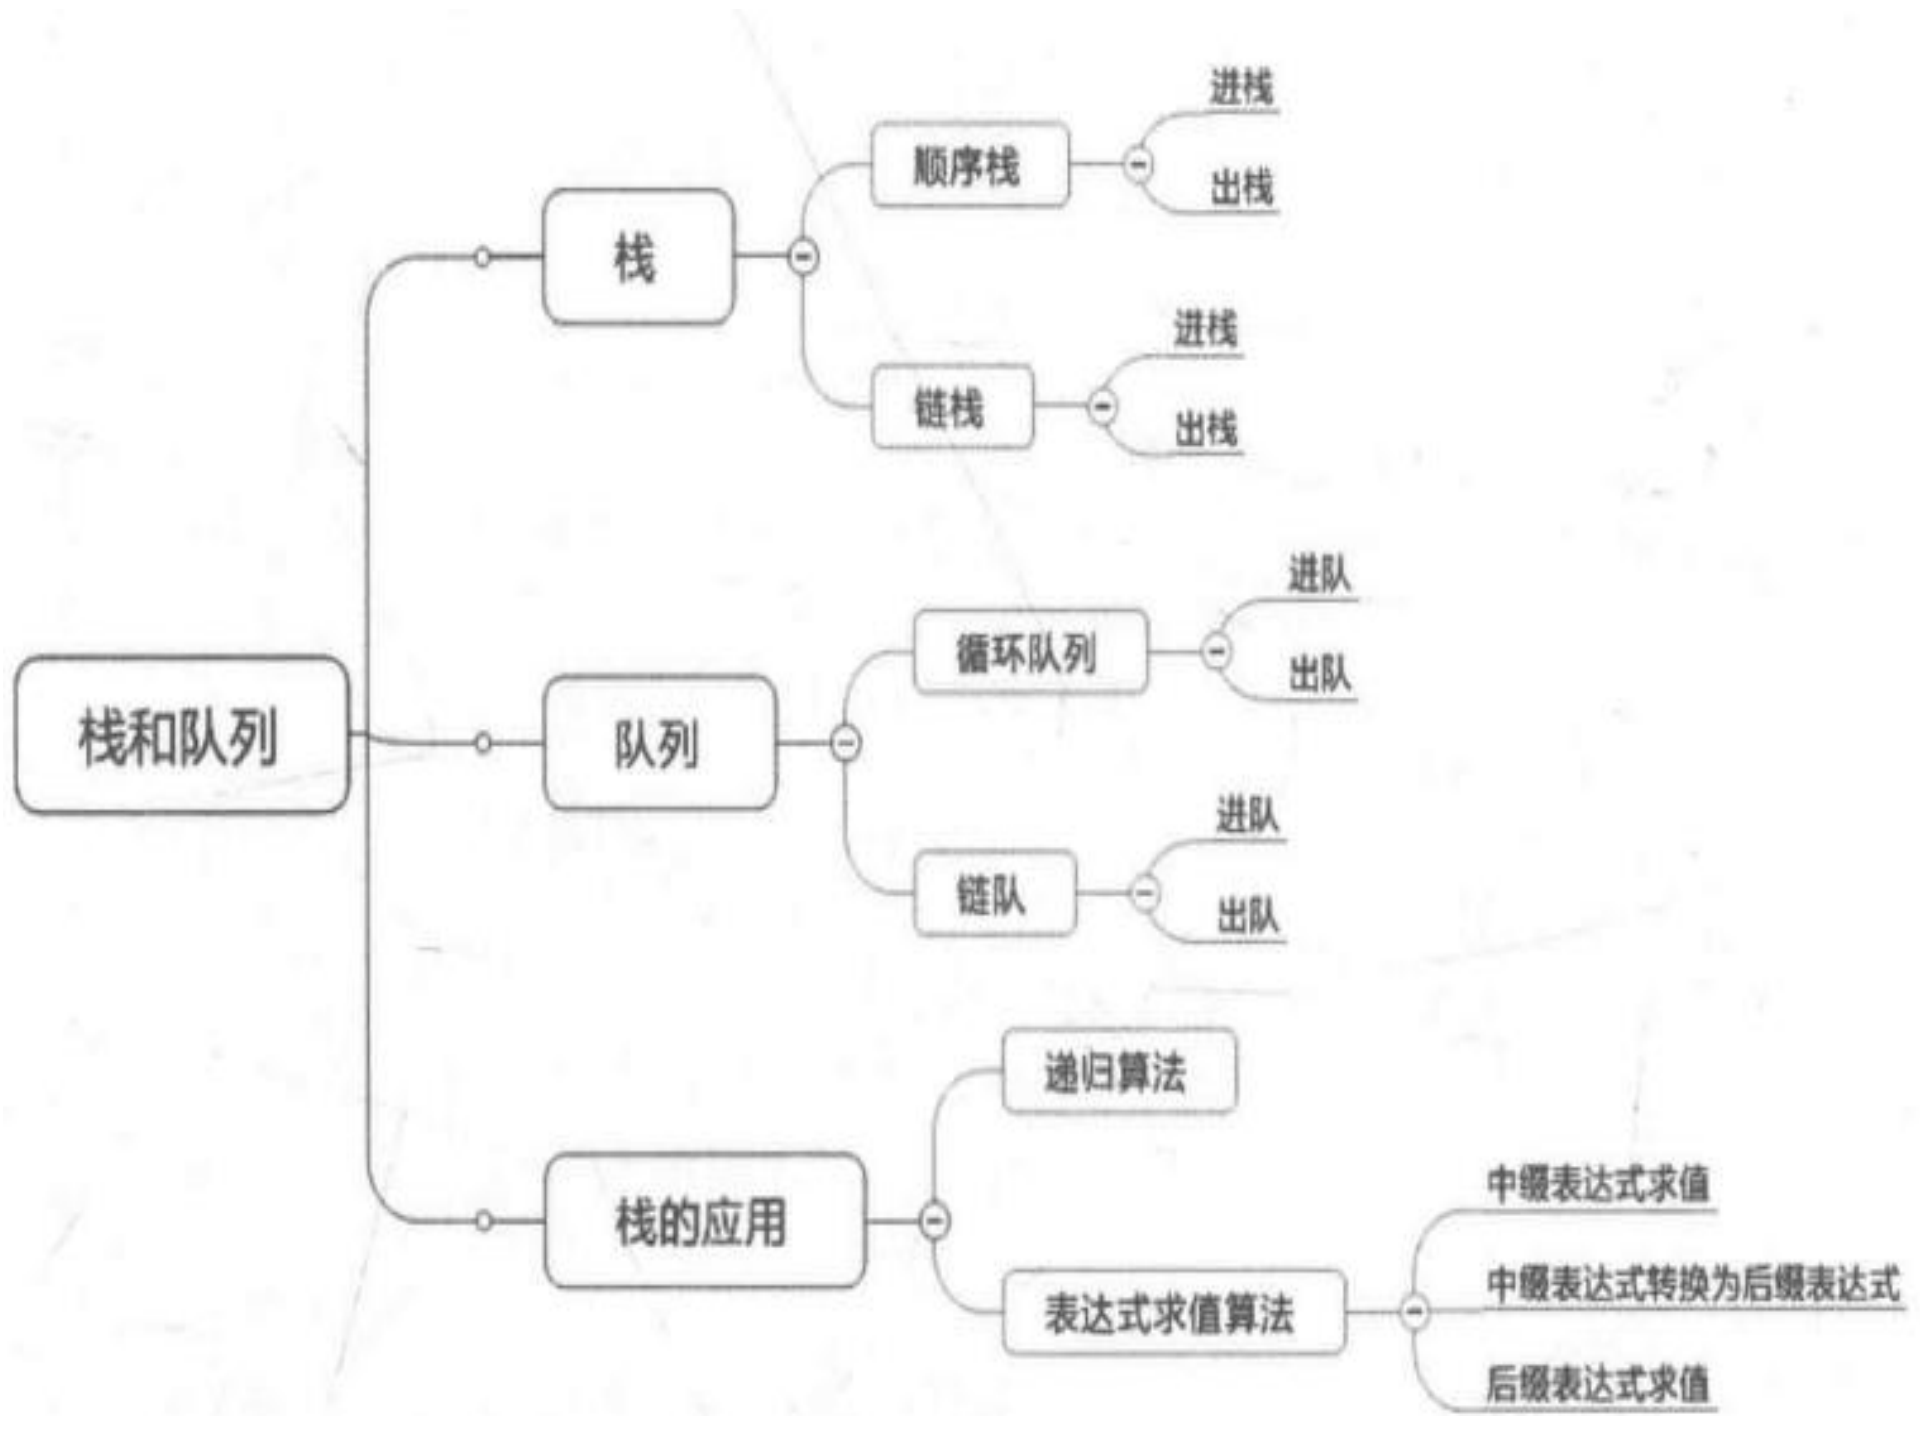 栈和队列
栈
顺序栈
进栈
出栈
链栈
进栈
出栈
队列
循环队列
进队
出队
链队
进队
出队
栈的应用
递归算法
表达式求值算法
中缀表达式求值
中缀表达式转换为后缀表达式
后缀表达式求值